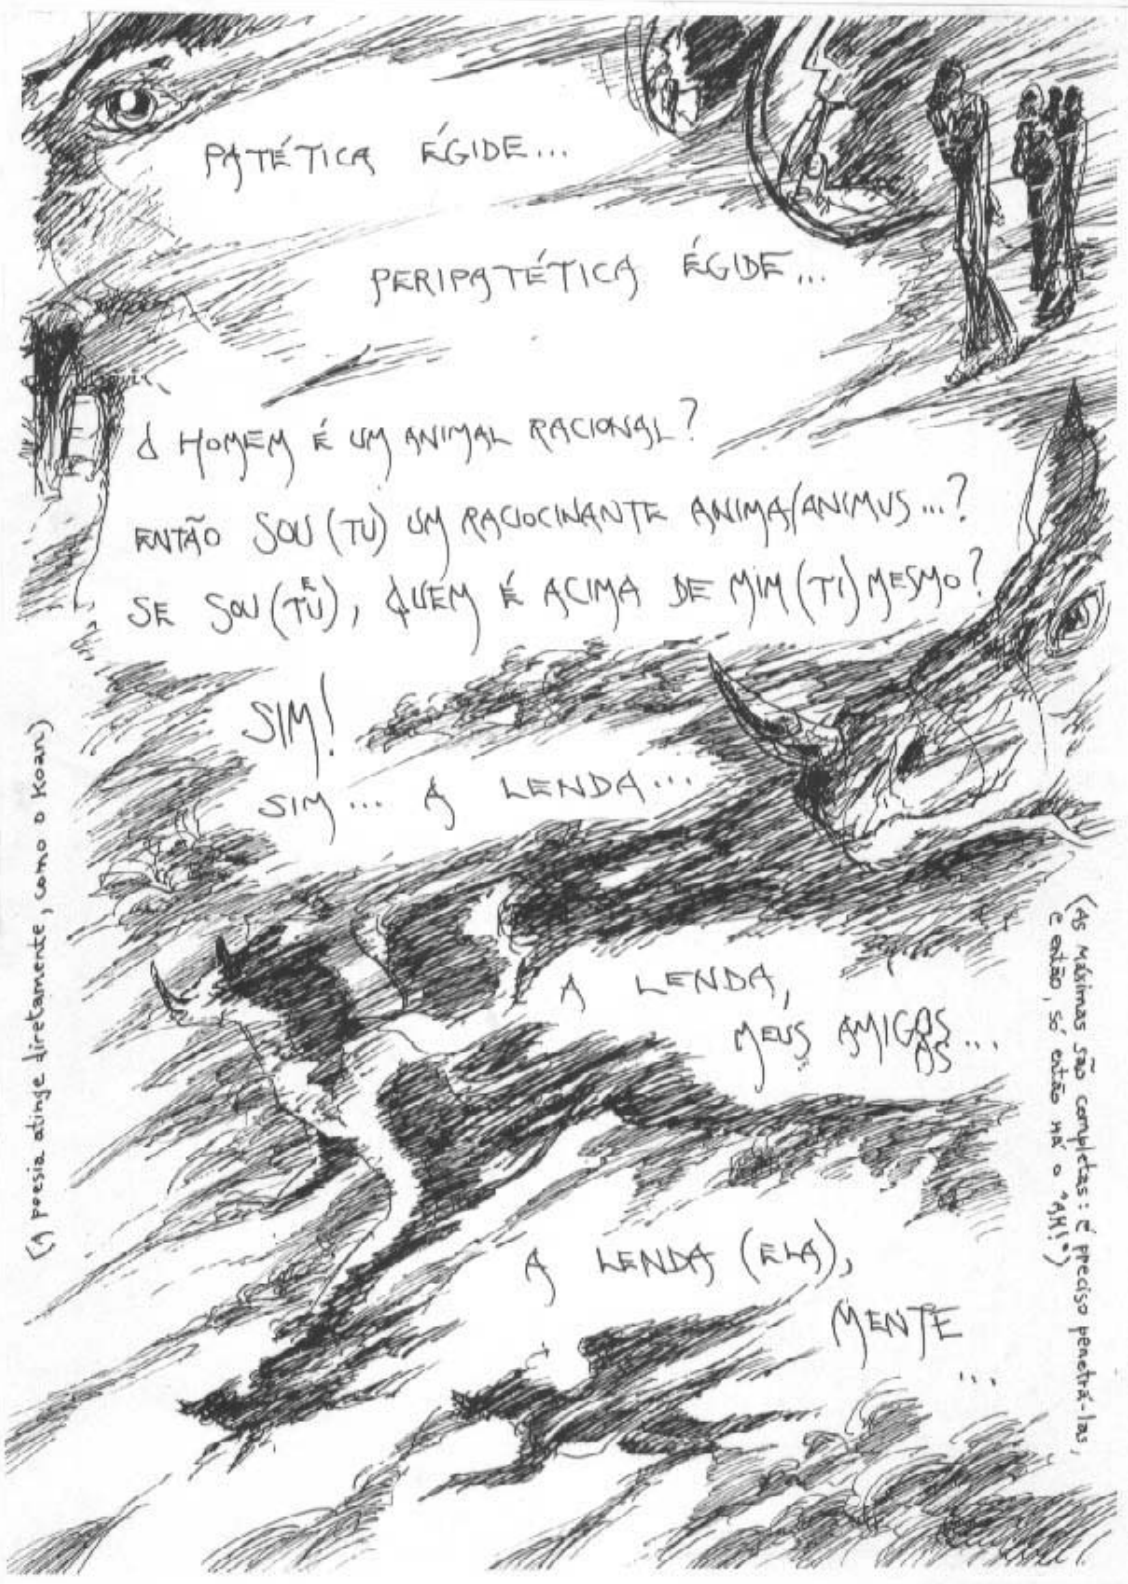 PATÉTICA ÉGIDE...
PERIPATÉTICA ÉGIDE...
O HOMEM É UM ANIMAL RACIONAL?
ENTÃO SOU (TU) UM RACIOCINANTE ANIMA/ANIMUS...?
SE SOU (TU E), QUEM É ACIMA DE MIM (TI) MESMO?
SIM!
SIM... A LENDA...
A LENDA,
MEUS AMIGOS AS...
A LENDA (ELA),
MENTE
...
(A poesia atinge diretamente, como o koan)
(AS Máximas são completas: é preciso penetrá-las,
e então, só então há o "AH!")